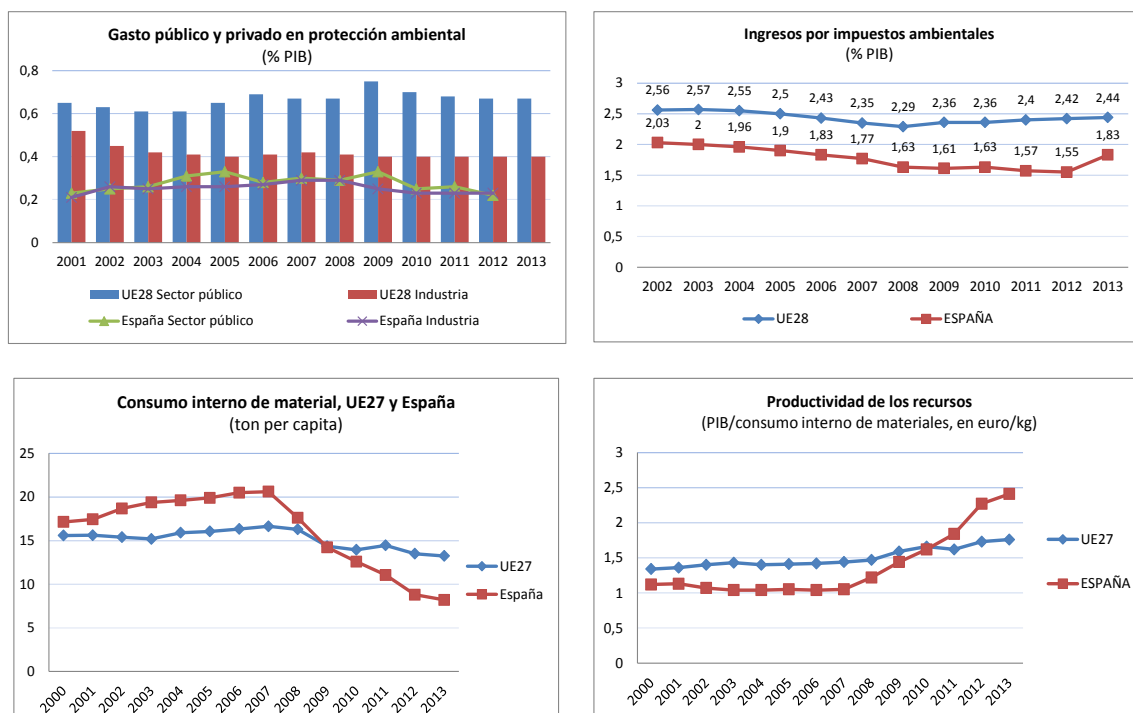 Gasto público y privado en protección ambiental
(% PIB)
0,8
0,6
0,4
0,2
0
2001 2002 2003 2004 2005 2006 2007 2008 2009 2010 2011 2012 2013
UE28 Sector público UE28 Industria
España Sector público España Industria
Ingresos por impuestos ambientales
(% PIB)
3
2,5
2
1,5
1
0,5
0
2,56 2,57 2,55 2,5 2,43 2,35 2,29 2,36 2,36 2,4 2,42 2,44
2,03 2 1,96 1,9 1,83 1,77 1,63 1,61 1,63 1,57 1,55 1,83
2002 2003 2004 2005 2006 2007 2008 2009 2010 2011 2012 2013
UE28 ESPAÑA
Consumo interno de material, UE27 y España
(ton per capita)
25
20
15
10
5
0
2000 2001 2002 2003 2004 2005 2006 2007 2008 2009 2010 2011 2012 2013
UE27
España
Productividad de los recursos
(PIB/consumo interno de materiales, en euro/kg)
3
2,5
2
1,5
1
0,5
0
2000 2001 2002 2003 2004 2005 2006 2007 2008 2009 2010 2011 2012 2013
UE27
ESPAÑA